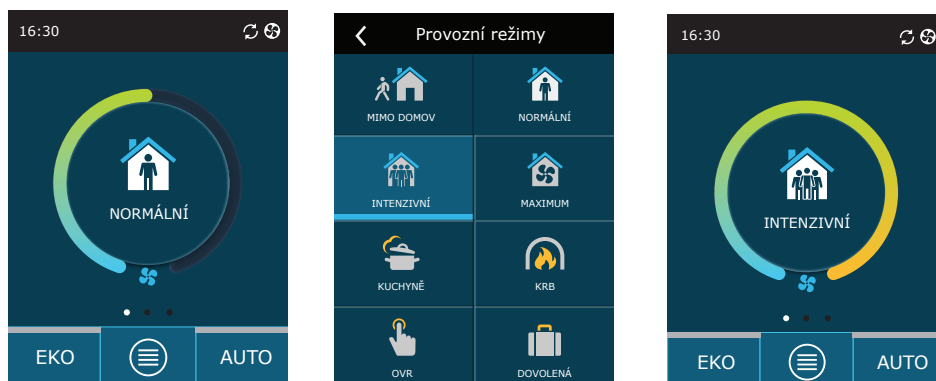 16:30
NORMÁLNÍ
EKO
AUTO
Provozní režimy
MIMO DOMOV
NORMÁLNÍ
INTENZIVNÍ
MAXIMUM
KUCHYNĚ
KRB
OVR
DOVOLENÁ
16:30
INTENZIVNÍ
EKO
AUTO